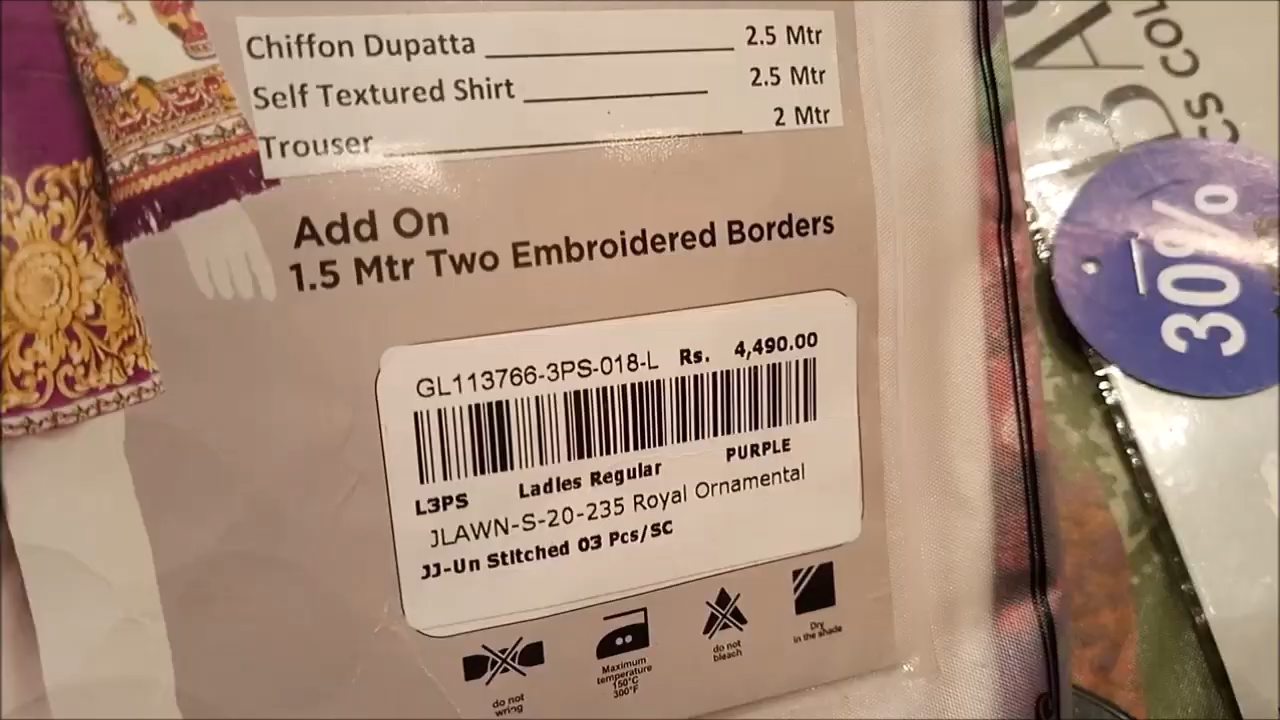 Chiffon Dupatta 2.5 Mtr
Self Textured Shirt 2.5 Mtr
Trouser 2 Mtr
Add On
1.5 Mtr Two Embroidered Borders
GL113766-3PS-018-L Rs. 4,490.00
L3PS Ladies Regular PURPLE
JLAWN-S-20-235 Royal Ornamental
JJ-Un Stitched 03 Pcs/SC
do not
wring
Maximum
temperature
150°C
300°F
do not
bleach
Dry
in the shade
30%